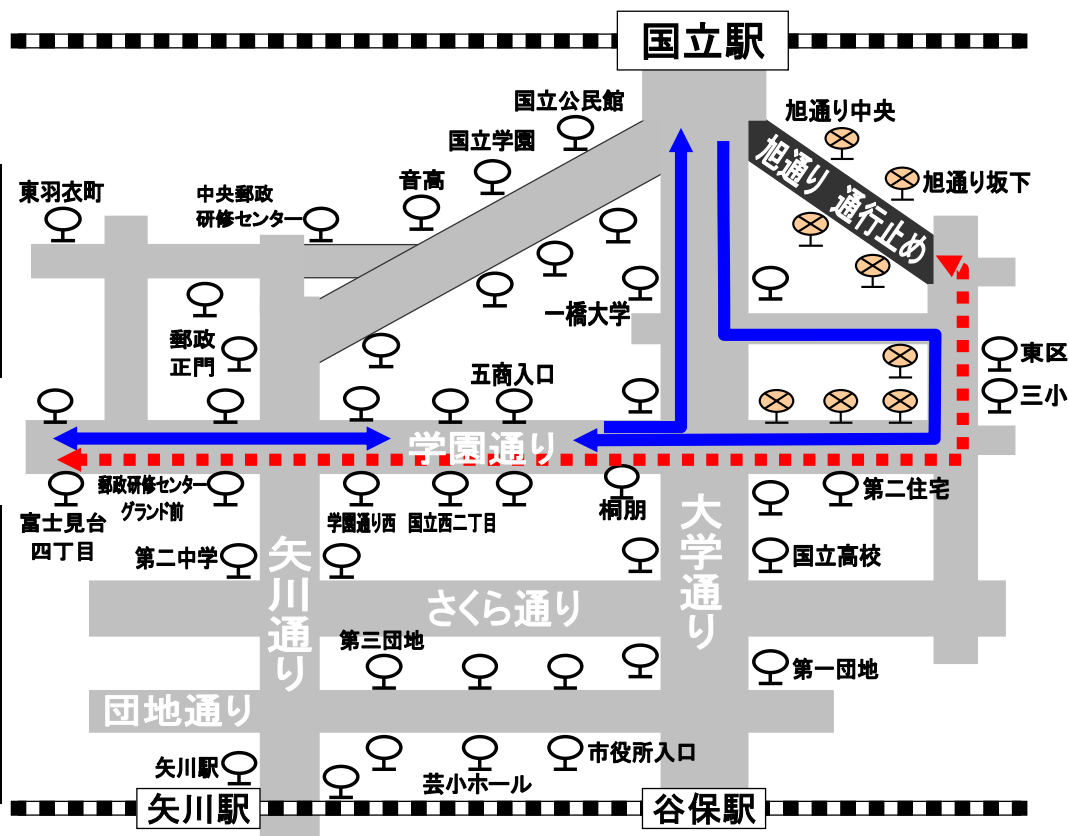 国立駅
国立公民館
旭通り中央
国立学園
旭通り 通行止め
音高
旭通り坂下
東羽衣町
中央郵政
研修センター
一橋大学
郵政
正門
東区
五商入口
三小
学園通り
郵政研修センター
グランド前
富士見台
四丁目
学園通り西
国立西二丁目
桐朋
第二住宅
大学通り
第二中学
矢川通り
国立高校
さくら通り
第三団地
第一団地
団地通り
矢川駅
市役所入口
芸小ホール
矢川駅
谷保駅